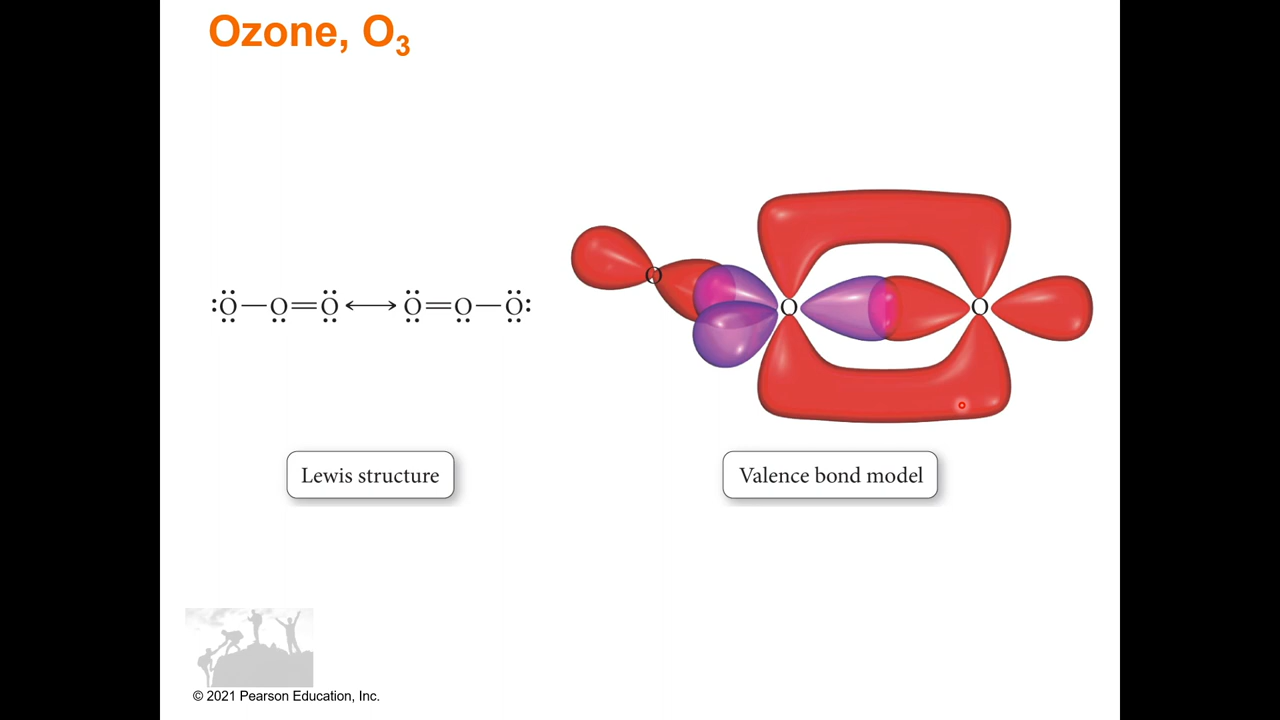 Ozone, O₃
:Ö—Ö=Ö⟷Ö=Ö—Ö:
O
O
O
Lewis structure
Valence bond model
© 2021 Pearson Education, Inc.